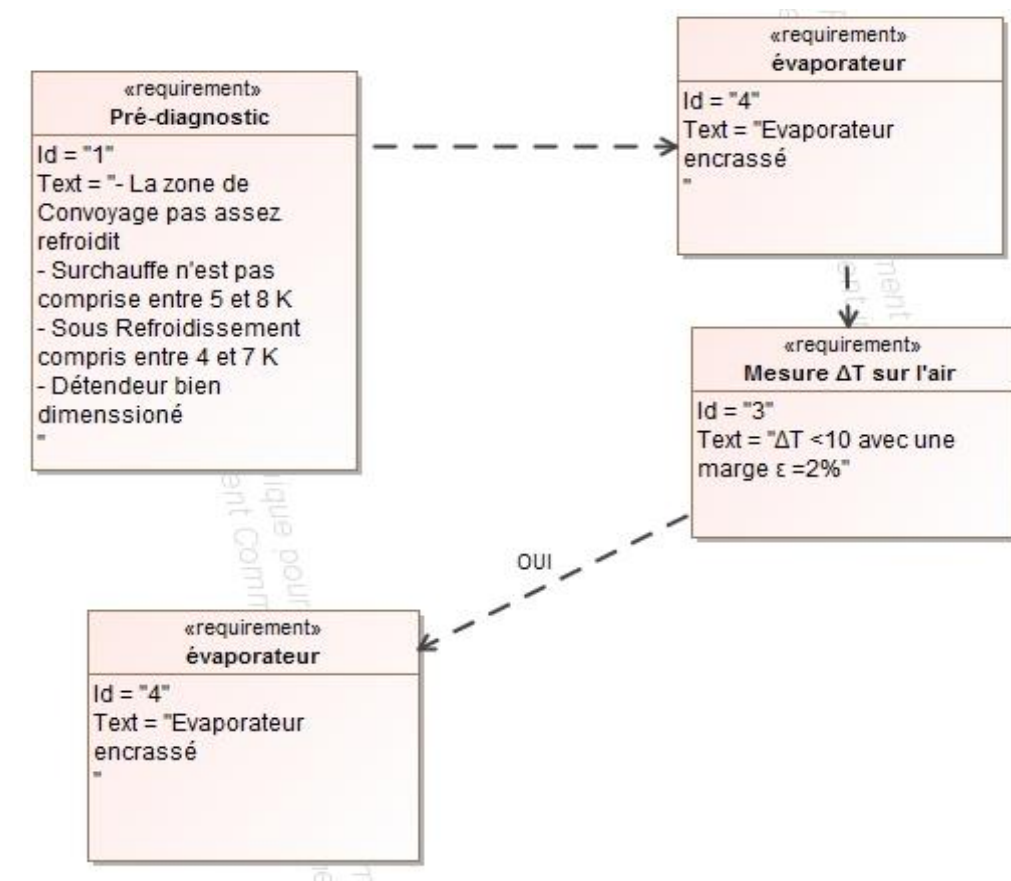 «requirement»
Pré-diagnostic
Id = "1"
Text = "- La zone de
Convoyage pas assez
refroidit
- Surchauffe n'est pas
comprise entre 5 et 8 K
- Sous Refroidissement
compris entre 4 et 7 K
- Détendeur bien
dimenssioné
"
«requirement»
évaporateur
Id = "4"
Text = "Evaporateur
encrassé
"
«requirement»
Mesure ΔT sur l'air
Id = "3"
Text = "ΔT <10 avec une
marge ε =2%"
OUI
«requirement»
évaporateur
Id = "4"
Text = "Evaporateur
encrassé
"